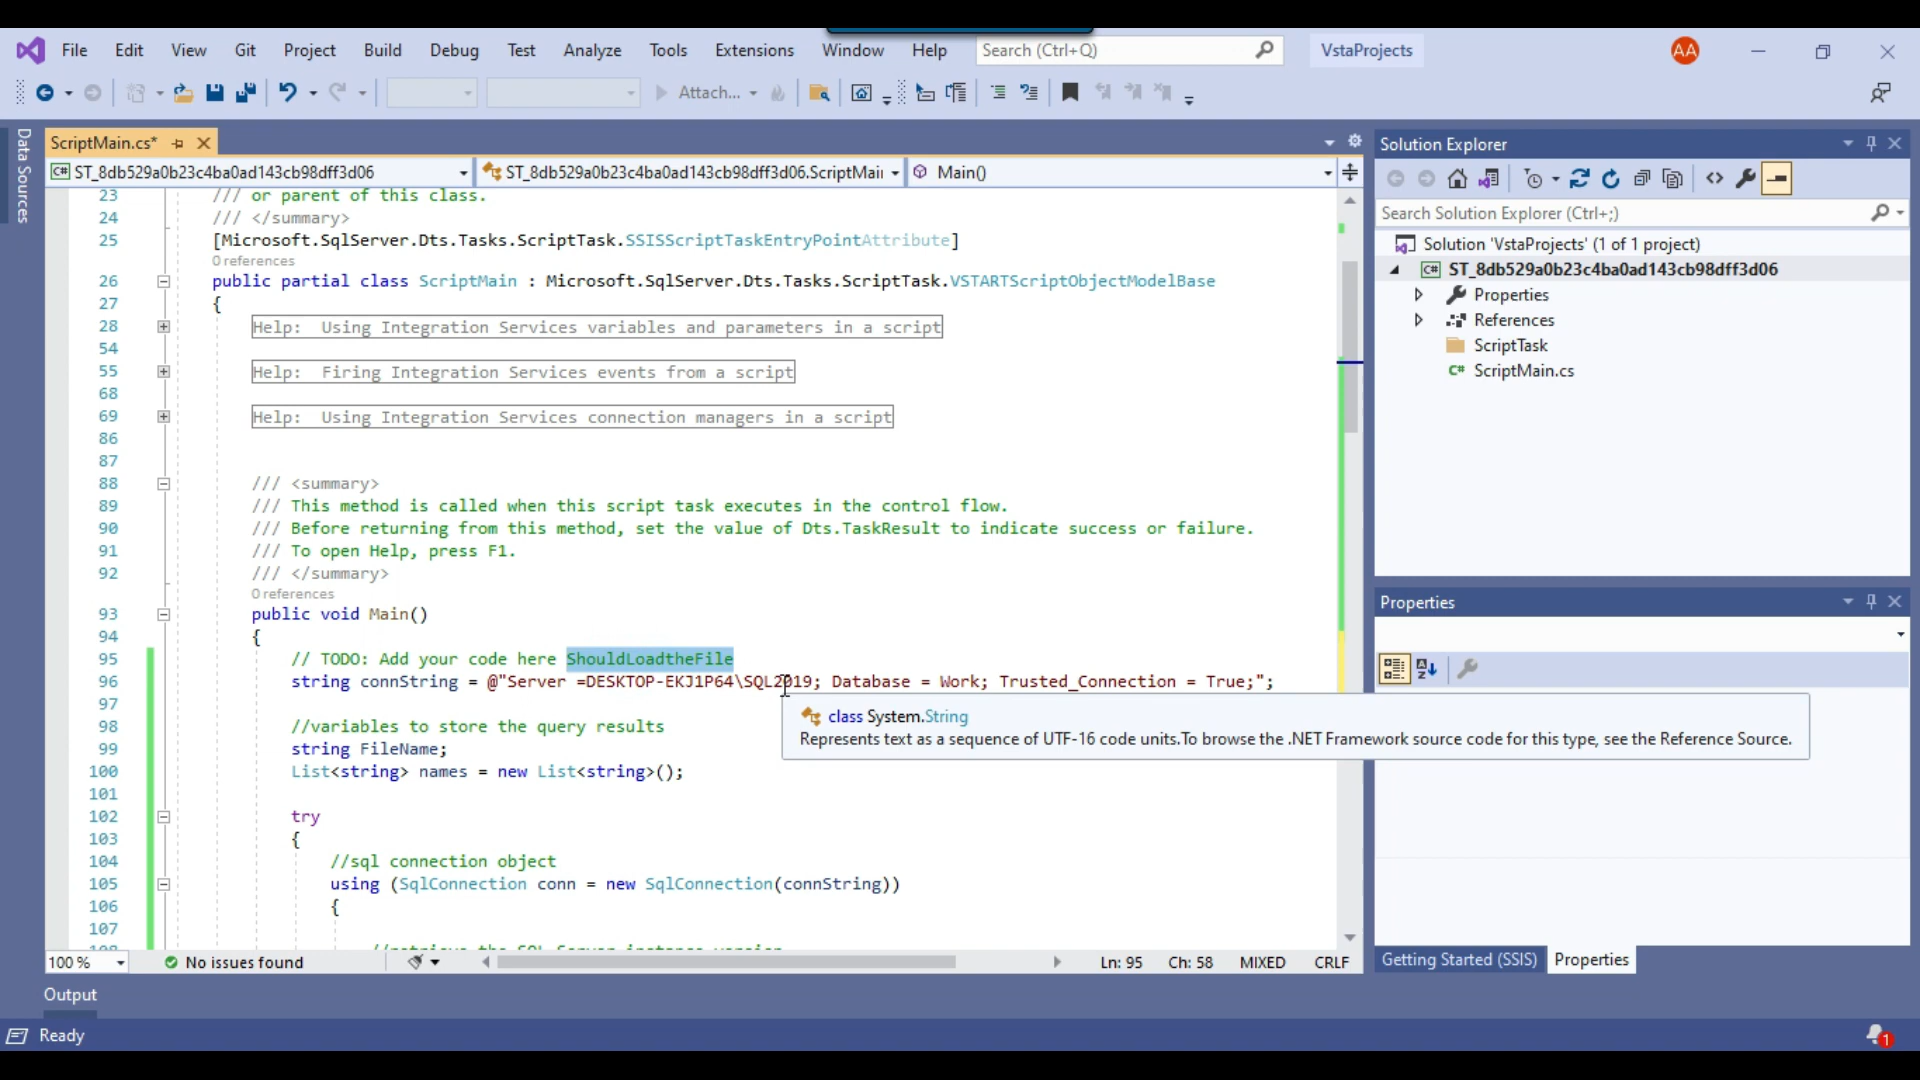 File Edit View Git Project Build Debug Test Analyze Tools Extensions Window Help Search (Ctrl+Q) VstaProjects AA
Attach...
Data Sources
ScriptMain.cs*
C# ST_8db529a0b23c4ba0ad143cb98dff3d06 ST_8db529a0b23c4ba0ad143cb98dff3d06.ScriptMai Main()
23 /// or parent of this class.
24 /// </summary>
25 [Microsoft.SqlServer.Dts.Tasks.ScriptTask.SSISScriptTaskEntryPointAttribute]
0 references
26 public partial class ScriptMain : Microsoft.SqlServer.Dts.Tasks.ScriptTask.VSTARTScriptObjectModelBase
27 {
28 Help: Using Integration Services variables and parameters in a script
54
55 Help: Firing Integration Services events from a script
68
69 Help: Using Integration Services connection managers in a script
86
87
88 /// <summary>
89 /// This method is called when this script task executes in the control flow.
90 /// Before returning from this method, set the value of Dts.TaskResult to indicate success or failure.
91 /// To open Help, press F1.
92 /// </summary>
0 references
93 public void Main()
94 {
95 // TODO: Add your code here ShouldLoadtheFile
96 string connString = @"Server =DESKTOP-EKJ1P64\SQL2019; Database = Work; Trusted_Connection = True;";
97
98 //variables to store the query results
99 string FileName;
100 List<string> names = new List<string>();
101
102 try
103 {
104 //sql connection object
105 using (SqlConnection conn = new SqlConnection(connString))
106 {
107
class System.String
Represents text as a sequence of UTF-16 code units.To browse the .NET Framework source code for this type, see the Reference Source.
100 % No issues found Ln: 95 Ch: 58 MIXED CRLF
Solution Explorer
Search Solution Explorer (Ctrl+;)
Solution 'VstaProjects' (1 of 1 project)
C# ST_8db529a0b23c4ba0ad143cb98dff3d06
Properties
References
ScriptTask
C# ScriptMain.cs
Properties
Getting Started (SSIS) Properties
Output
Ready
1